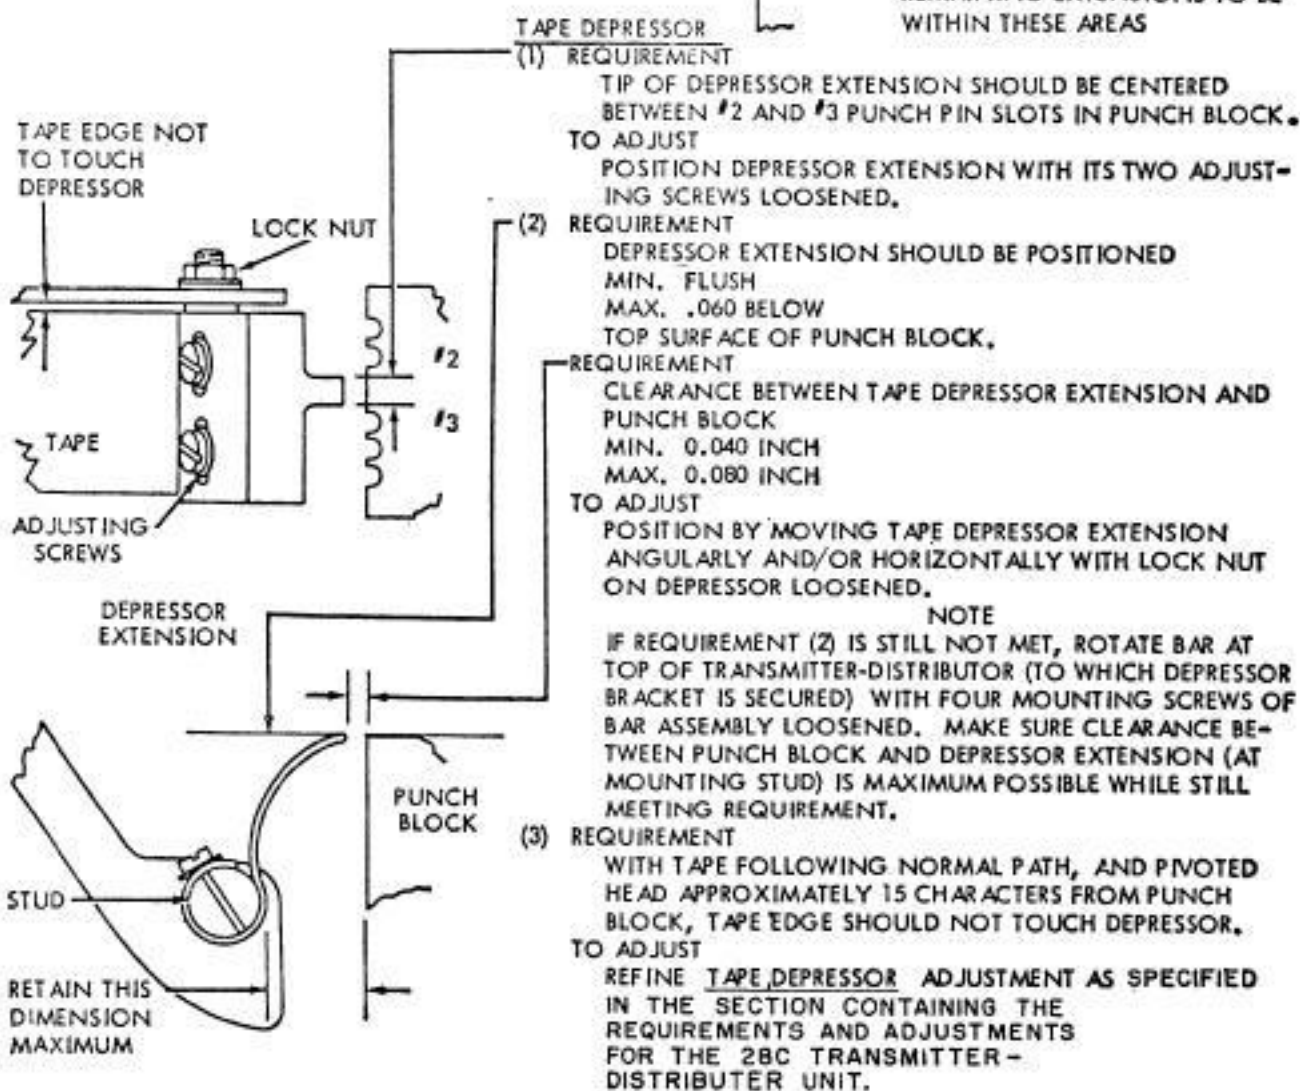 WITHIN THESE AREAS
TAPE DEPRESSOR
(1) REQUIREMENT
TIP OF DEPRESSOR EXTENSION SHOULD BE CENTERED
BETWEEN #2 AND #3 PUNCH PIN SLOTS IN PUNCH BLOCK.
TO ADJUST
POSITION DEPRESSOR EXTENSION WITH ITS TWO ADJUST-
ING SCREWS LOOSENED.
(2) REQUIREMENT
DEPRESSOR EXTENSION SHOULD BE POSITIONED
MIN. FLUSH
MAX. .060 BELOW
TOP SURFACE OF PUNCH BLOCK.
REQUIREMENT
CLEARANCE BETWEEN TAPE DEPRESSOR EXTENSION AND
PUNCH BLOCK
MIN. 0.040 INCH
MAX. 0.080 INCH
TO ADJUST
POSITION BY MOVING TAPE DEPRESSOR EXTENSION
ANGULARLY AND/OR HORIZONTALLY WITH LOCK NUT
ON DEPRESSOR LOOSENED.
NOTE
IF REQUIREMENT (2) IS STILL NOT MET, ROTATE BAR AT
TOP OF TRANSMITTER-DISTRIBUTOR (TO WHICH DEPRESSOR
BRACKET IS SECURED) WITH FOUR MOUNTING SCREWS OF
BAR ASSEMBLY LOOSENED. MAKE SURE CLEARANCE BE-
TWEEN PUNCH BLOCK AND DEPRESSOR EXTENSION (AT
MOUNTING STUD) IS MAXIMUM POSSIBLE WHILE STILL
MEETING REQUIREMENT.
(3) REQUIREMENT
WITH TAPE FOLLOWING NORMAL PATH, AND PIVOTED
HEAD APPROXIMATELY 15 CHARACTERS FROM PUNCH
BLOCK, TAPE EDGE SHOULD NOT TOUCH DEPRESSOR.
TO ADJUST
REFINE TAPE DEPRESSOR ADJUSTMENT AS SPECIFIED
IN THE SECTION CONTAINING THE
REQUIREMENTS AND ADJUSTMENTS
FOR THE 28C TRANSMITTER-
DISTRIBUTER UNIT.
TAPE EDGE NOT
TO TOUCH
DEPRESSOR
LOCK NUT
#2
#3
TAPE
ADJUSTING
SCREWS
DEPRESSOR
EXTENSION
PUNCH
BLOCK
STUD
RETAIN THIS
DIMENSION
MAXIMUM